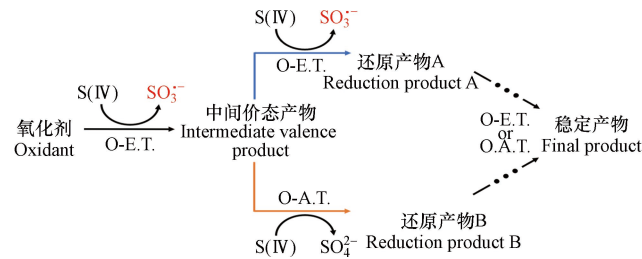 S(IV) SO₃•⁻
O-E.T.
还原产物A
Reduction product A
S(IV) SO₃•⁻
氧化剂
Oxidant
O-E.T.
中间价态产物
Intermediate valence
product
O-E.T.
or
O.A.T.
稳定产物
Final product
O-A.T.
S(IV) SO₄²⁻
还原产物B
Reduction product B